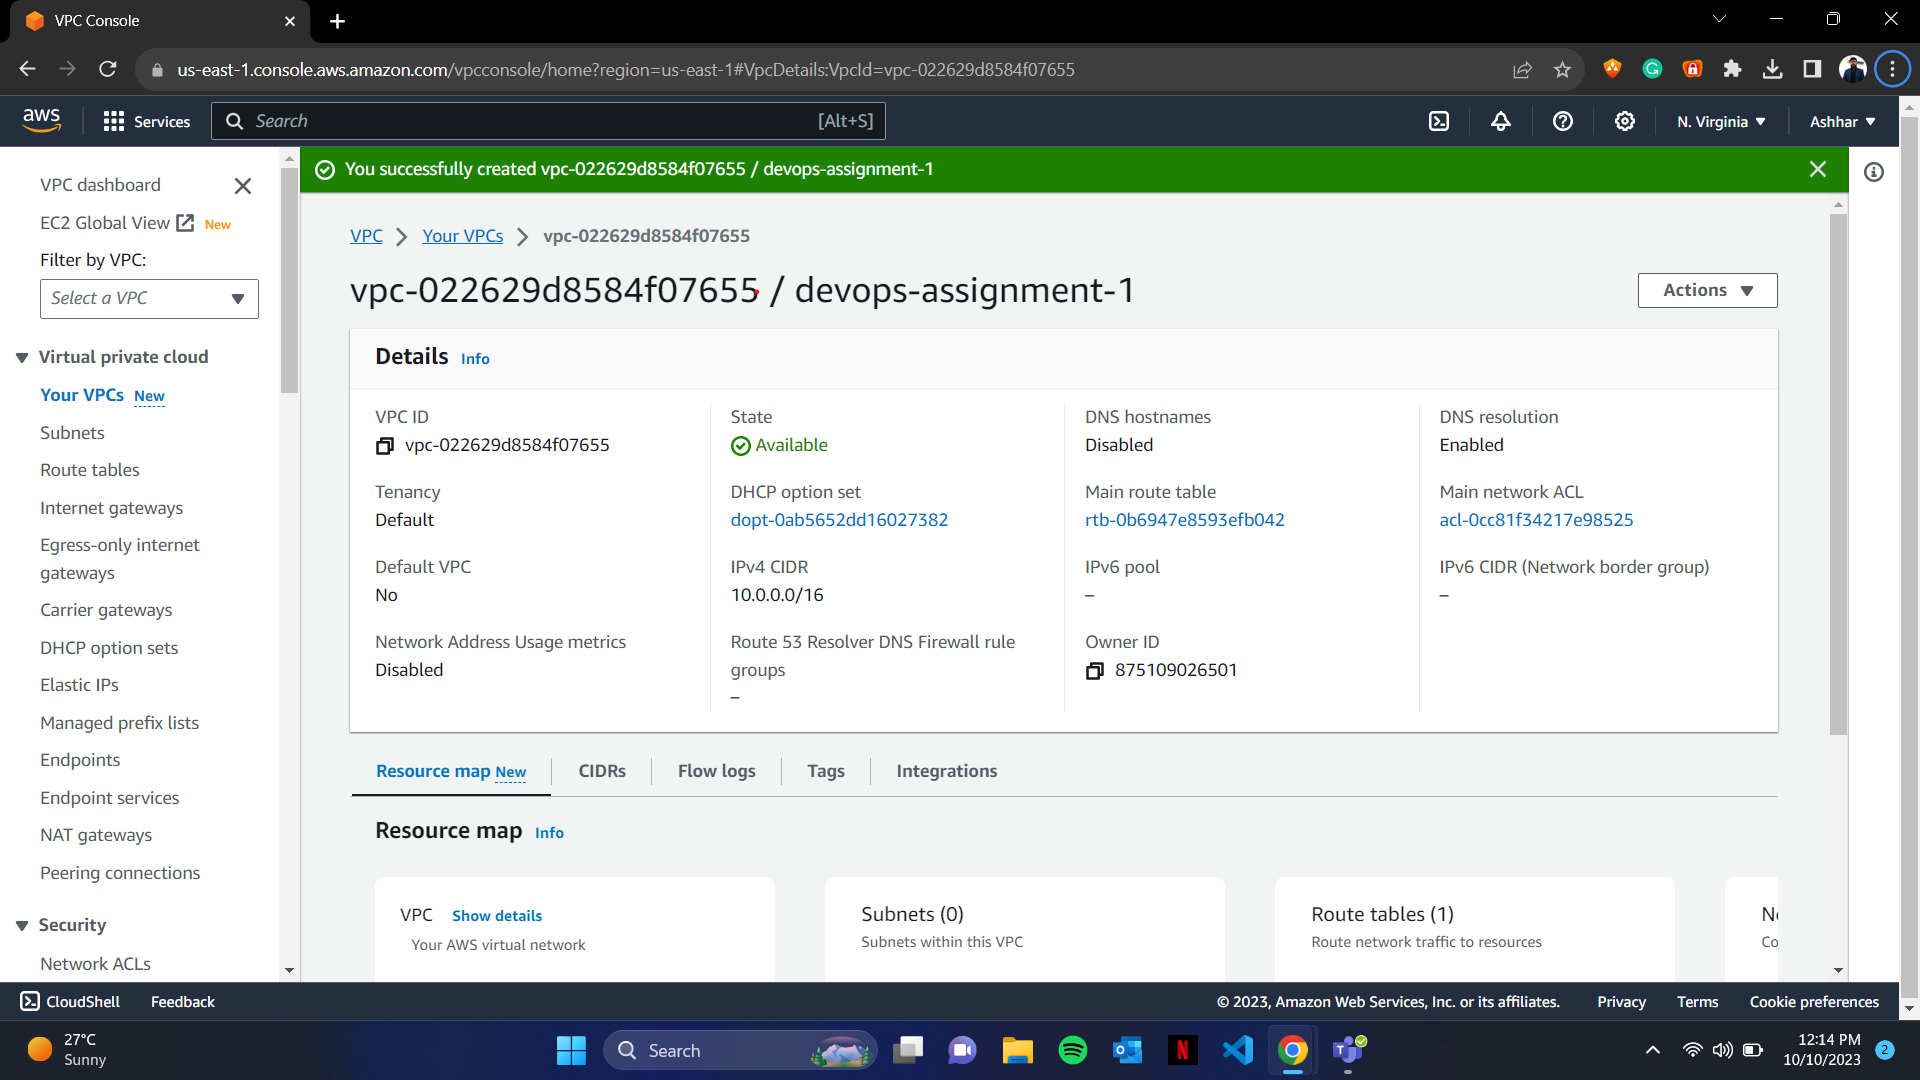 VPC Console
us-east-1.console.aws.amazon.com/vpcconsole/home?region=us-east-1#VpcDetails:VpcId=vpc-022629d8584f07655
aws
Services
Search
[Alt+S]
N. Virginia
Ashhar
VPC dashboard
EC2 Global View New
Filter by VPC:
Select a VPC
Virtual private cloud
Your VPCs New
Subnets
Route tables
Internet gateways
Egress-only internet
gateways
Carrier gateways
DHCP option sets
Elastic IPs
Managed prefix lists
Endpoints
Endpoint services
NAT gateways
Peering connections
Security
Network ACLs
You successfully created vpc-022629d8584f07655 / devops-assignment-1
VPC
Your VPCs
vpc-022629d8584f07655
vpc-022629d8584f07655 / devops-assignment-1
Actions
Details Info
VPC ID
vpc-022629d8584f07655
State
Available
DNS hostnames
Disabled
DNS resolution
Enabled
Tenancy
Default
DHCP option set
dopt-0ab5652dd16027382
Main route table
rtb-0b6947e8593efb042
Main network ACL
acl-0cc81f34217e98525
Default VPC
No
IPv4 CIDR
10.0.0.0/16
IPv6 pool
–
IPv6 CIDR (Network border group)
–
Network Address Usage metrics
Disabled
Route 53 Resolver DNS Firewall rule
groups
–
Owner ID
875109026501
Resource map New
CIDRs
Flow logs
Tags
Integrations
Resource map Info
VPC Show details
Your AWS virtual network
Subnets (0)
Subnets within this VPC
Route tables (1)
Route network traffic to resources
CloudShell
Feedback
© 2023, Amazon Web Services, Inc. or its affiliates.
Privacy
Terms
Cookie preferences
27°C
Sunny
Search
12:14 PM
10/10/2023
2